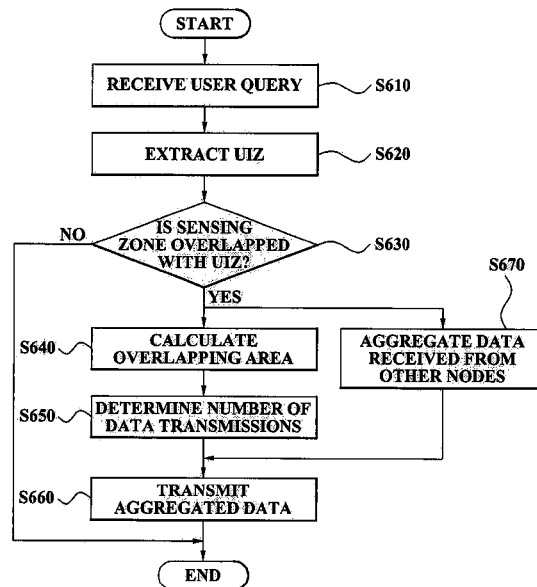 START
RECEIVE USER QUERY
S610
EXTRACT UIZ
S620
IS SENSING
ZONE OVERLAPPED
WITH UIZ?
S630
NO
YES
S670
S640
CALCULATE
OVERLAPPING AREA
AGGREGATE DATA
RECEIVED FROM
OTHER NODES
S650
DETERMINE NUMBER OF
DATA TRANSMISSIONS
S660
TRANSMIT
AGGREGATED DATA
END